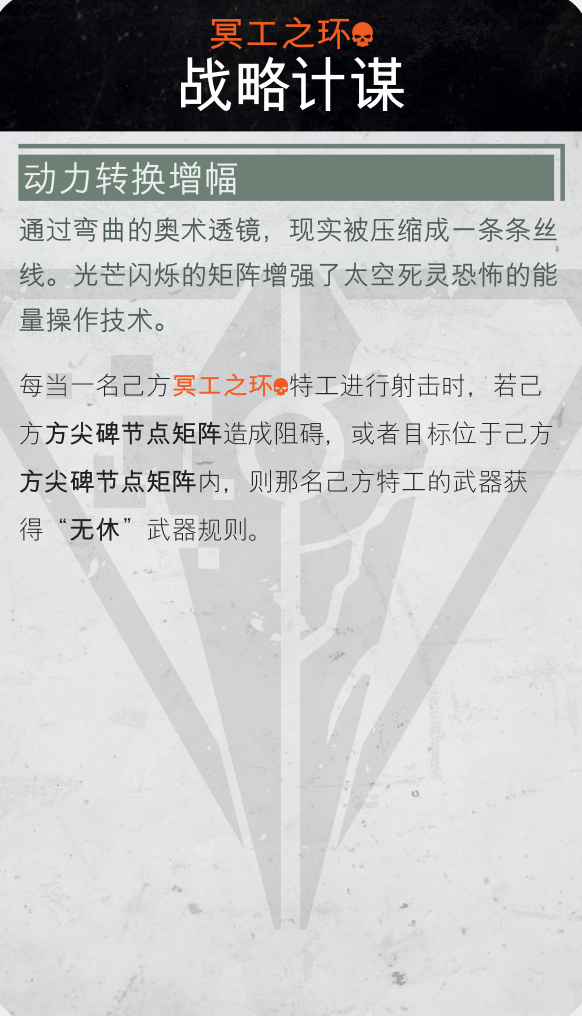 冥工之环
战略计谋
动力转换增幅
通过弯曲的奥术透镜，现实被压缩成一条条丝
线。光芒闪烁的矩阵增强了太空死灵恐怖的能
量操作技术。
每当一名己方冥工之环特工进行射击时，若己
方方尖碑节点矩阵造成阻碍，或者目标位于己方
方尖碑节点矩阵内，则那名己方特工的武器获
得“无休”武器规则。